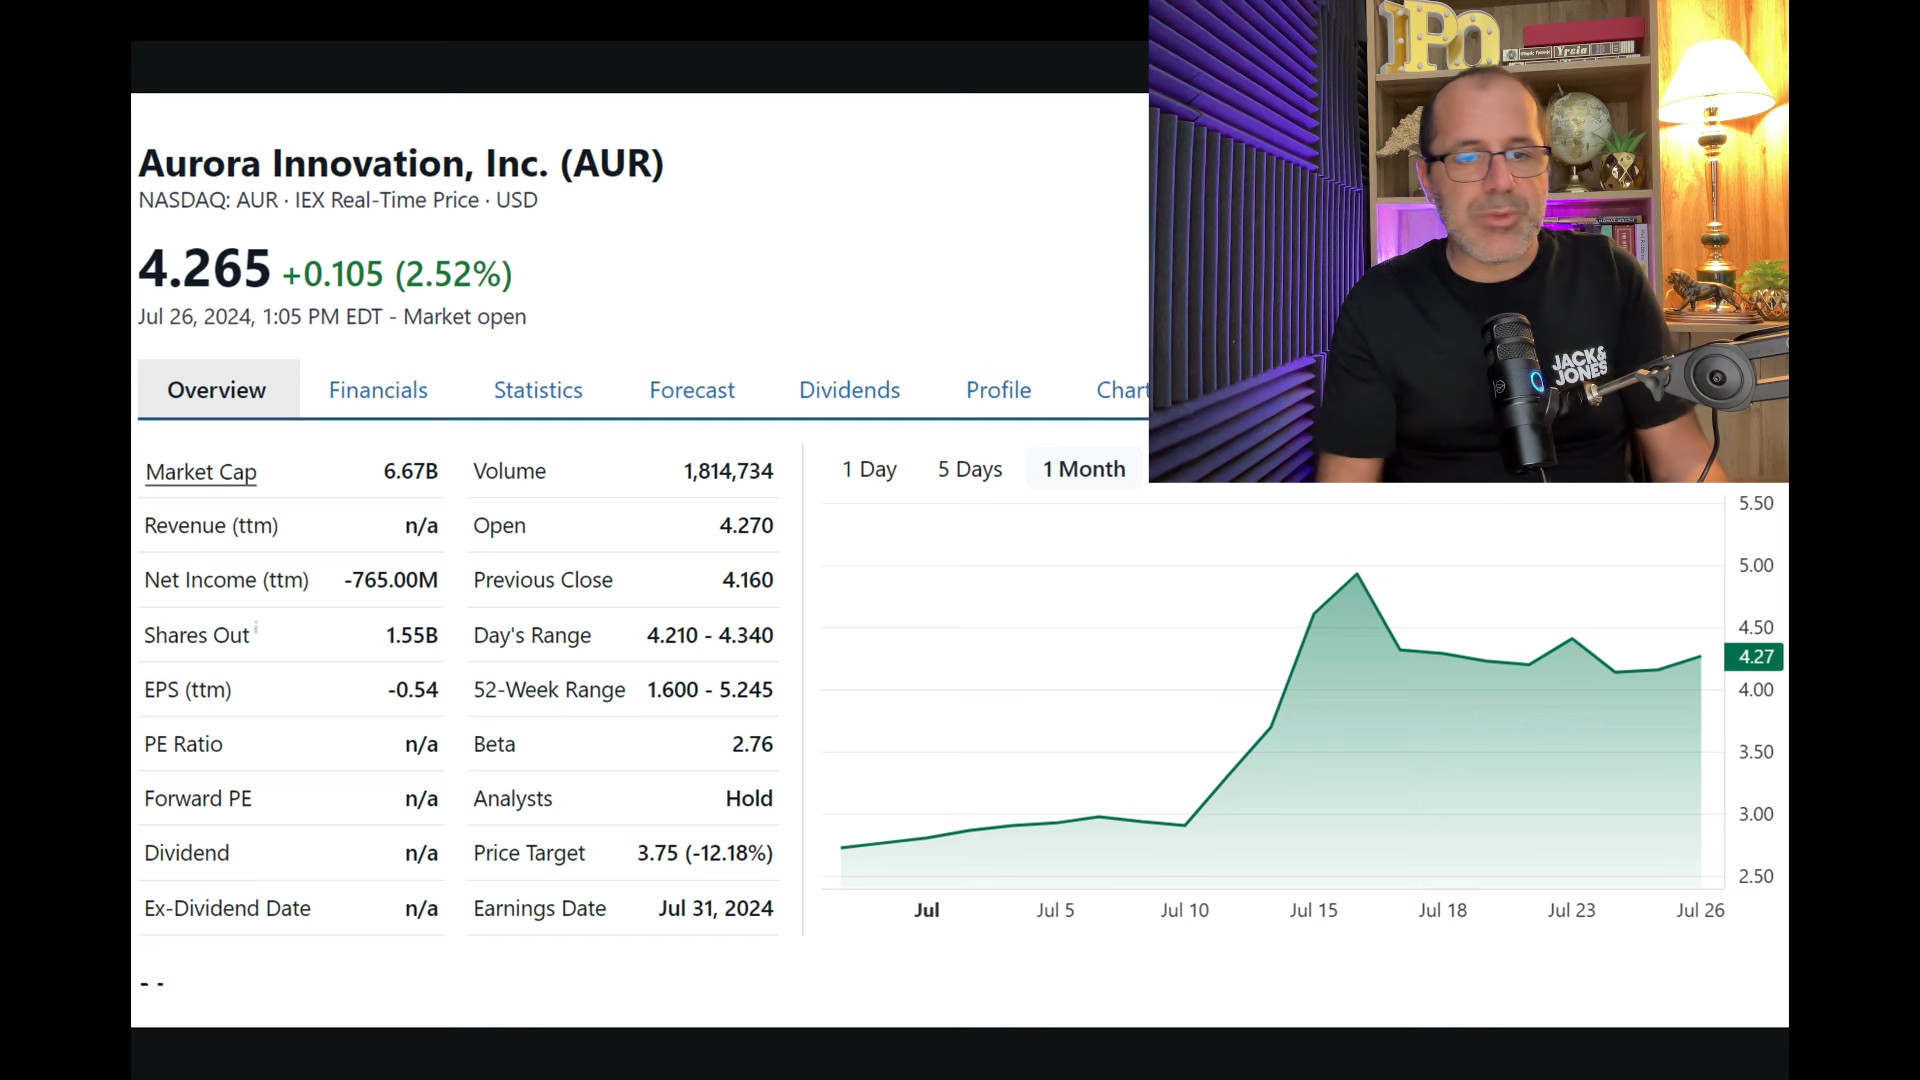 Aurora Innovation, Inc. (AUR)
NASDAQ: AUR · IEX Real-Time Price · USD
4.265 +0.105 (2.52%)
Jul 26, 2024, 1:05 PM EDT - Market open
Overview Financials Statistics Forecast Dividends Profile Chart
Market Cap 6.67B
Revenue (ttm) n/a
Net Income (ttm) -765.00M
Shares Out 1.55B
EPS (ttm) -0.54
PE Ratio n/a
Forward PE n/a
Dividend n/a
Ex-Dividend Date n/a
Volume 1,814,734
Open 4.270
Previous Close 4.160
Day's Range 4.210 - 4.340
52-Week Range 1.600 - 5.245
Beta 2.76
Analysts Hold
Price Target 3.75 (-12.18%)
Earnings Date Jul 31, 2024
1 Day 5 Days 1 Month
5.50
5.00
4.50
4.27
4.00
3.50
3.00
2.50
Jul Jul 5 Jul 10 Jul 15 Jul 18 Jul 23 Jul 26
IPO
JACK&
JONES